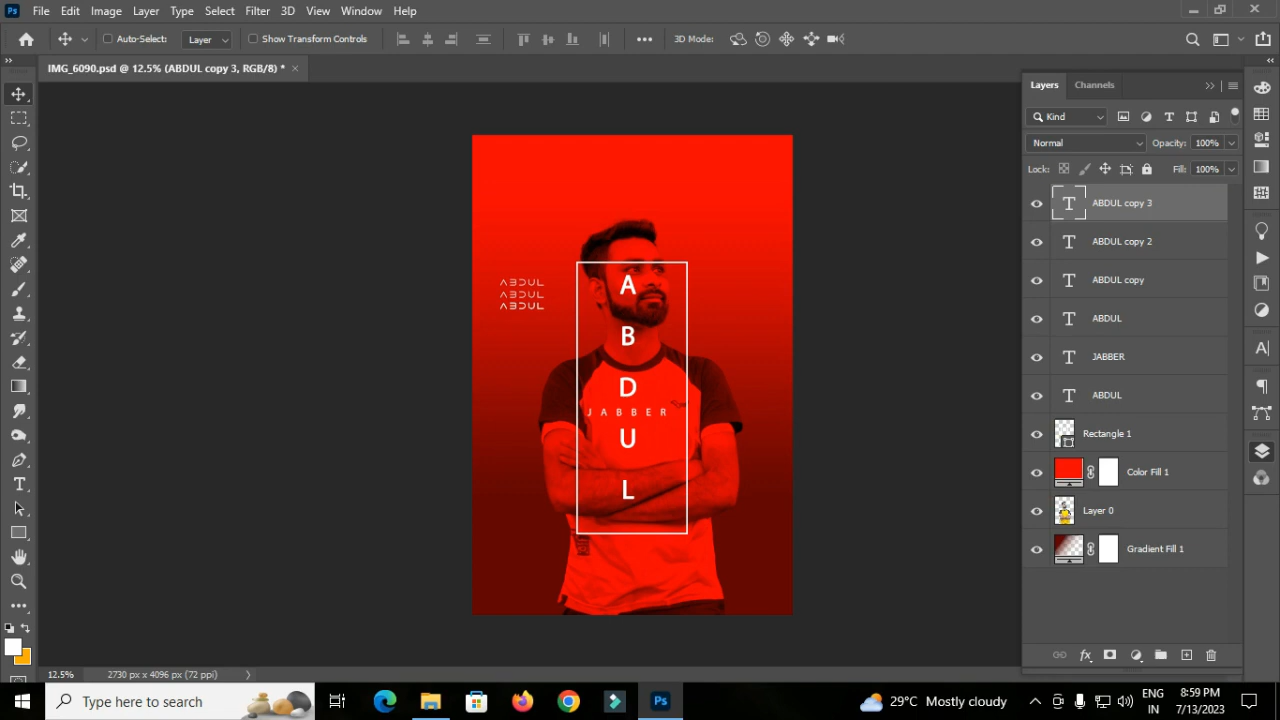 File Edit Image Layer Type Select Filter 3D View Window Help
Auto-Select: Layer Show Transform Controls 3D Mode:
IMG_6090.psd @ 12.5% (ABDUL copy 3, RGB/8) *
ABDUL
ABDUL
ABDUL
A
B
D
JABBER
U
L
Layers Channels
Kind
Normal Opacity: 100%
Lock: Fill: 100%
ABDUL copy 3
ABDUL copy 2
ABDUL copy
ABDUL
JABBER
ABDUL
Rectangle 1
Color Fill 1
Layer 0
Gradient Fill 1
12.5% 2730 px x 4096 px (72 ppi)
Type here to search
29°C Mostly cloudy
ENG
IN
8:59 PM
7/13/2023